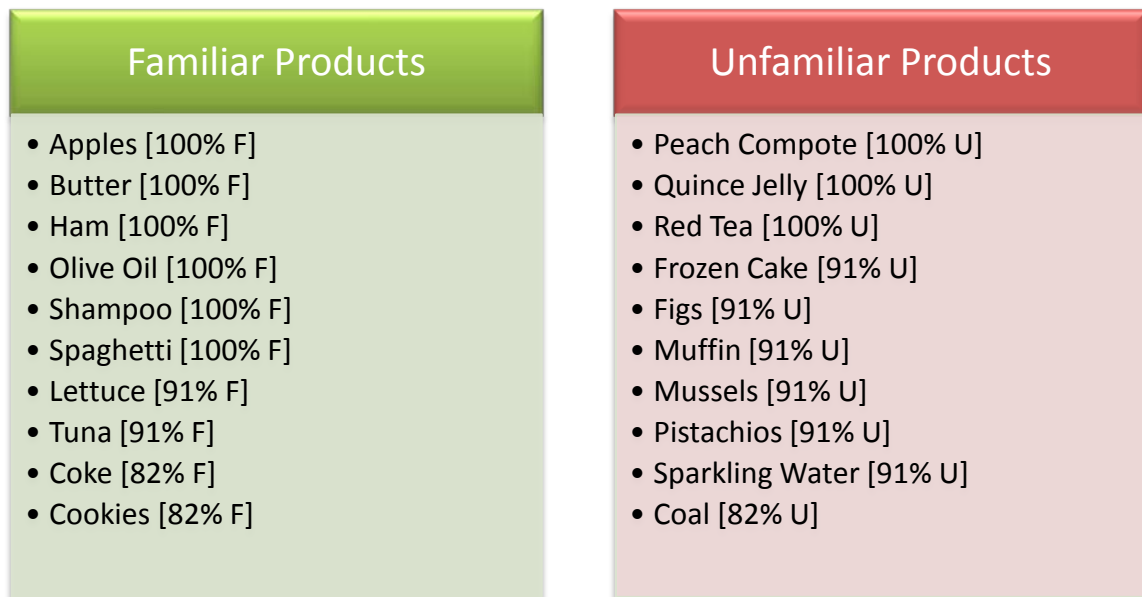 Familiar Products
• Apples [100% F]
• Butter [100% F]
• Ham [100% F]
• Olive Oil [100% F]
• Shampoo [100% F]
• Spaghetti [100% F]
• Lettuce [91% F]
• Tuna [91% F]
• Coke [82% F]
• Cookies [82% F]
Unfamiliar Products
• Peach Compote [100% U]
• Quince Jelly [100% U]
• Red Tea [100% U]
• Frozen Cake [91% U]
• Figs [91% U]
• Muffin [91% U]
• Mussels [91% U]
• Pistachios [91% U]
• Sparkling Water [91% U]
• Coal [82% U]